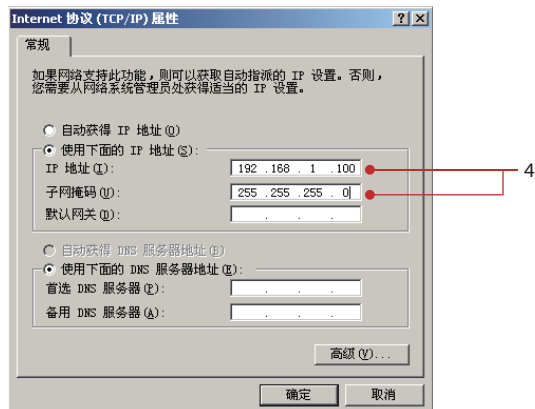 Internet 协议 (TCP/IP) 属性
常规
如果网络支持此功能，则可以获取自动指派的 IP 设置。否则，
您需要从网络系统管理员处获得适当的 IP 设置。
自动获得 IP 地址(O)
使用下面的 IP 地址(S):
IP 地址(I): 192 .168 . 1 .100
4
子网掩码(U): 255 .255 .255 . 0
默认网关(D): . . .
自动获得 DNS 服务器地址(B)
使用下面的 DNS 服务器地址(E):
首选 DNS 服务器(P): . . .
备用 DNS 服务器(A): . . .
高级(V)...
确定 取消